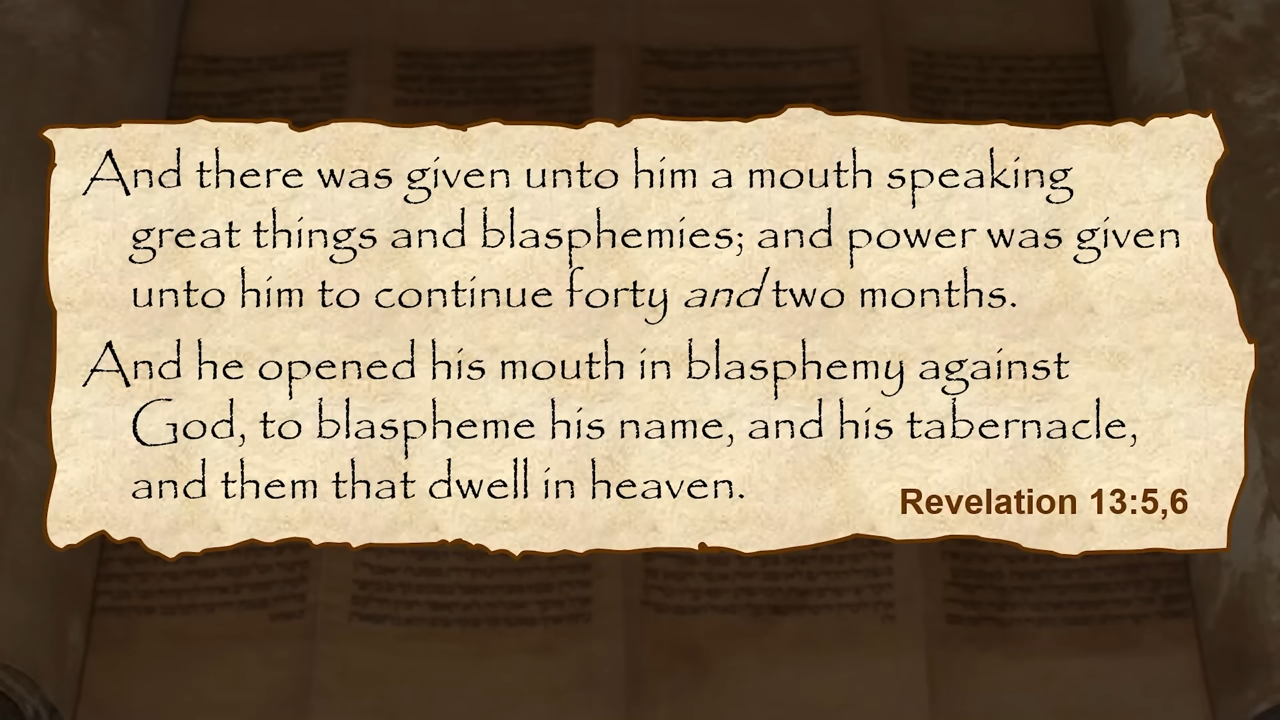 And there was given unto him a mouth speaking
great things and blasphemies; and power was given
unto him to continue forty and two months.
And he opened his mouth in blasphemy against
God, to blaspheme his name, and his tabernacle,
and them that dwell in heaven.
Revelation 13:5,6